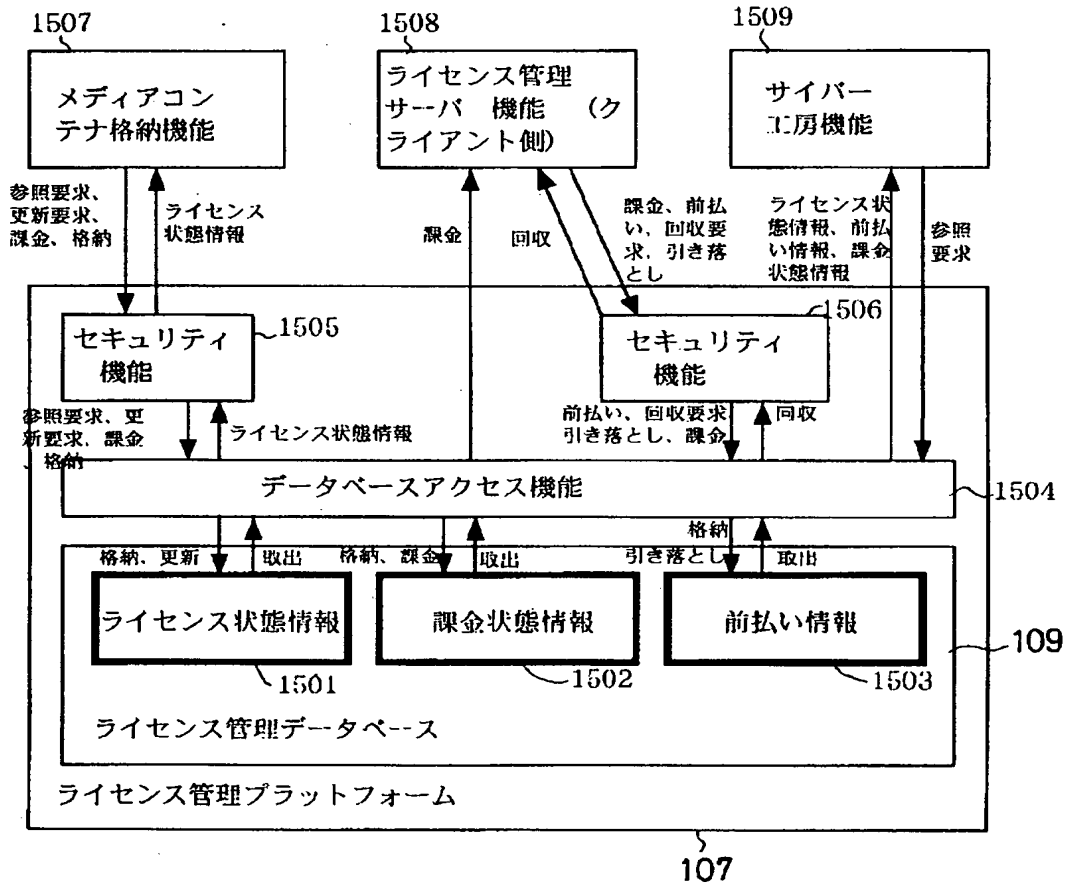 1507
1508
1509
メディアコン
テナ格納機能
ライセンス管理
サーバ 機能 (ク
ライアント側)
サイバー
工房機能
参照要求、
更新要求、
課金、格納
ライセンス
状態情報
課金
回収
課金、前払
い、回収要
求、引き落
とし
ライセンス状
態情報、前払
い情報、課金
状態情報
参照
要求
セキュリティ
機能
1505
セキュリティ
機能
1506
参照要求、更
新要求、課金
、格納
ライセンス状態情報
前払い、回収要求
引き落とし、課金
回収
データベースアクセス機能
1504
格納、更新
取出
格納、課金
取出
格納
引き落とし
取出
ライセンス状態情報
課金状態情報
前払い情報
109
1501
1502
1503
ライセンス管理データベース
ライセンス管理プラットフォーム
107